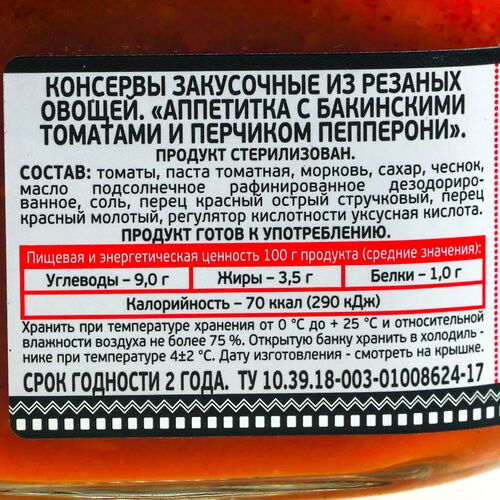 КОНСЕРВЫ ЗАКУСОЧНЫЕ ИЗ РЕЗАНЫХ
ОВОЩЕЙ. «АППЕТИТКА С БАКИНСКИМИ
ТОМАТАМИ И ПЕРЧИКОМ ПЕППЕРОНИ».
ПРОДУКТ СТЕРИЛИЗОВАН.
СОСТАВ: томаты, паста томатная, морковь, сахар, чеснок,
масло подсолнечное рафинированное дезодориро-
ванное, соль, перец красный острый стручковый, перец
красный молотый, регулятор кислотности уксусная кислота.
ПРОДУКТ ГОТОВ К УПОТРЕБЛЕНИЮ.
Пищевая и энергетическая ценность 100 г продукта (средние значения):
Углеводы – 9,0 г Жиры – 3,5 г Белки – 1,0 г
Калорийность – 70 ккал (290 кДж)
Хранить при температуре хранения от 0 °С до + 25 °С и относительной
влажности воздуха не более 75 %. Открытую банку хранить в холодиль-
нике при температуре 4±2 °С. Дату изготовления - смотреть на крышке.
СРОК ГОДНОСТИ 2 ГОДА. ТУ 10.39.18-003-01008624-17